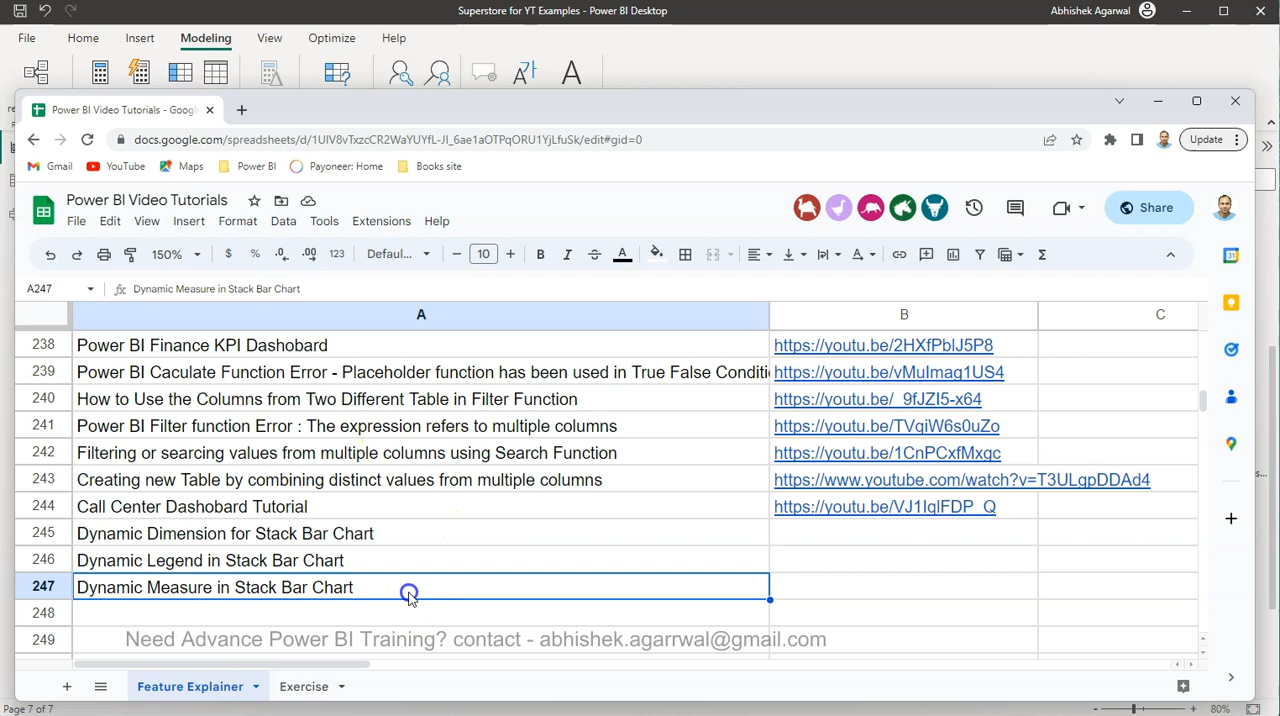 Superstore for YT Examples - Power BI Desktop
Abhishek Agarwal
File Home Insert Modeling View Optimize Help
Power BI Video Tutorials - Goog
docs.google.com/spreadsheets/d/1UIV8vTxzcCR2WaYUYfL-JI_6ae1aOTPqORU1YjLfuSk/edit#gid=0
Update
Gmail YouTube Maps Power BI Payoneer: Home Books site
Power BI Video Tutorials
Share
File Edit View Insert Format Data Tools Extensions Help
150% $ % .0 .00 123 Defaul... 10 B I S A
A247 fx Dynamic Measure in Stack Bar Chart
A B C
238 Power BI Finance KPI Dashobard https://youtu.be/2HXfPblJ5P8
239 Power BI Caculate Function Error - Placeholder function has been used in True False Conditi https://youtu.be/vMuImag1US4
240 How to Use the Columns from Two Different Table in Filter Function https://youtu.be/_9fJZI5-x64
241 Power BI Filter function Error : The expression refers to multiple columns https://youtu.be/TVqiW6s0uZo
242 Filtering or searcing values from multiple columns using Search Function https://youtu.be/1CnPCxfMxgc
243 Creating new Table by combining distinct values from multiple columns https://www.youtube.com/watch?v=T3ULgpDDAd4
244 Call Center Dashobard Tutorial https://youtu.be/VJ1IqlFDP_Q
245 Dynamic Dimension for Stack Bar Chart
246 Dynamic Legend in Stack Bar Chart
247 Dynamic Measure in Stack Bar Chart
248
249 Need Advance Power BI Training? contact - abhishek.agarrwal@gmail.com
Feature Explainer Exercise
Page 7 of 7
80%